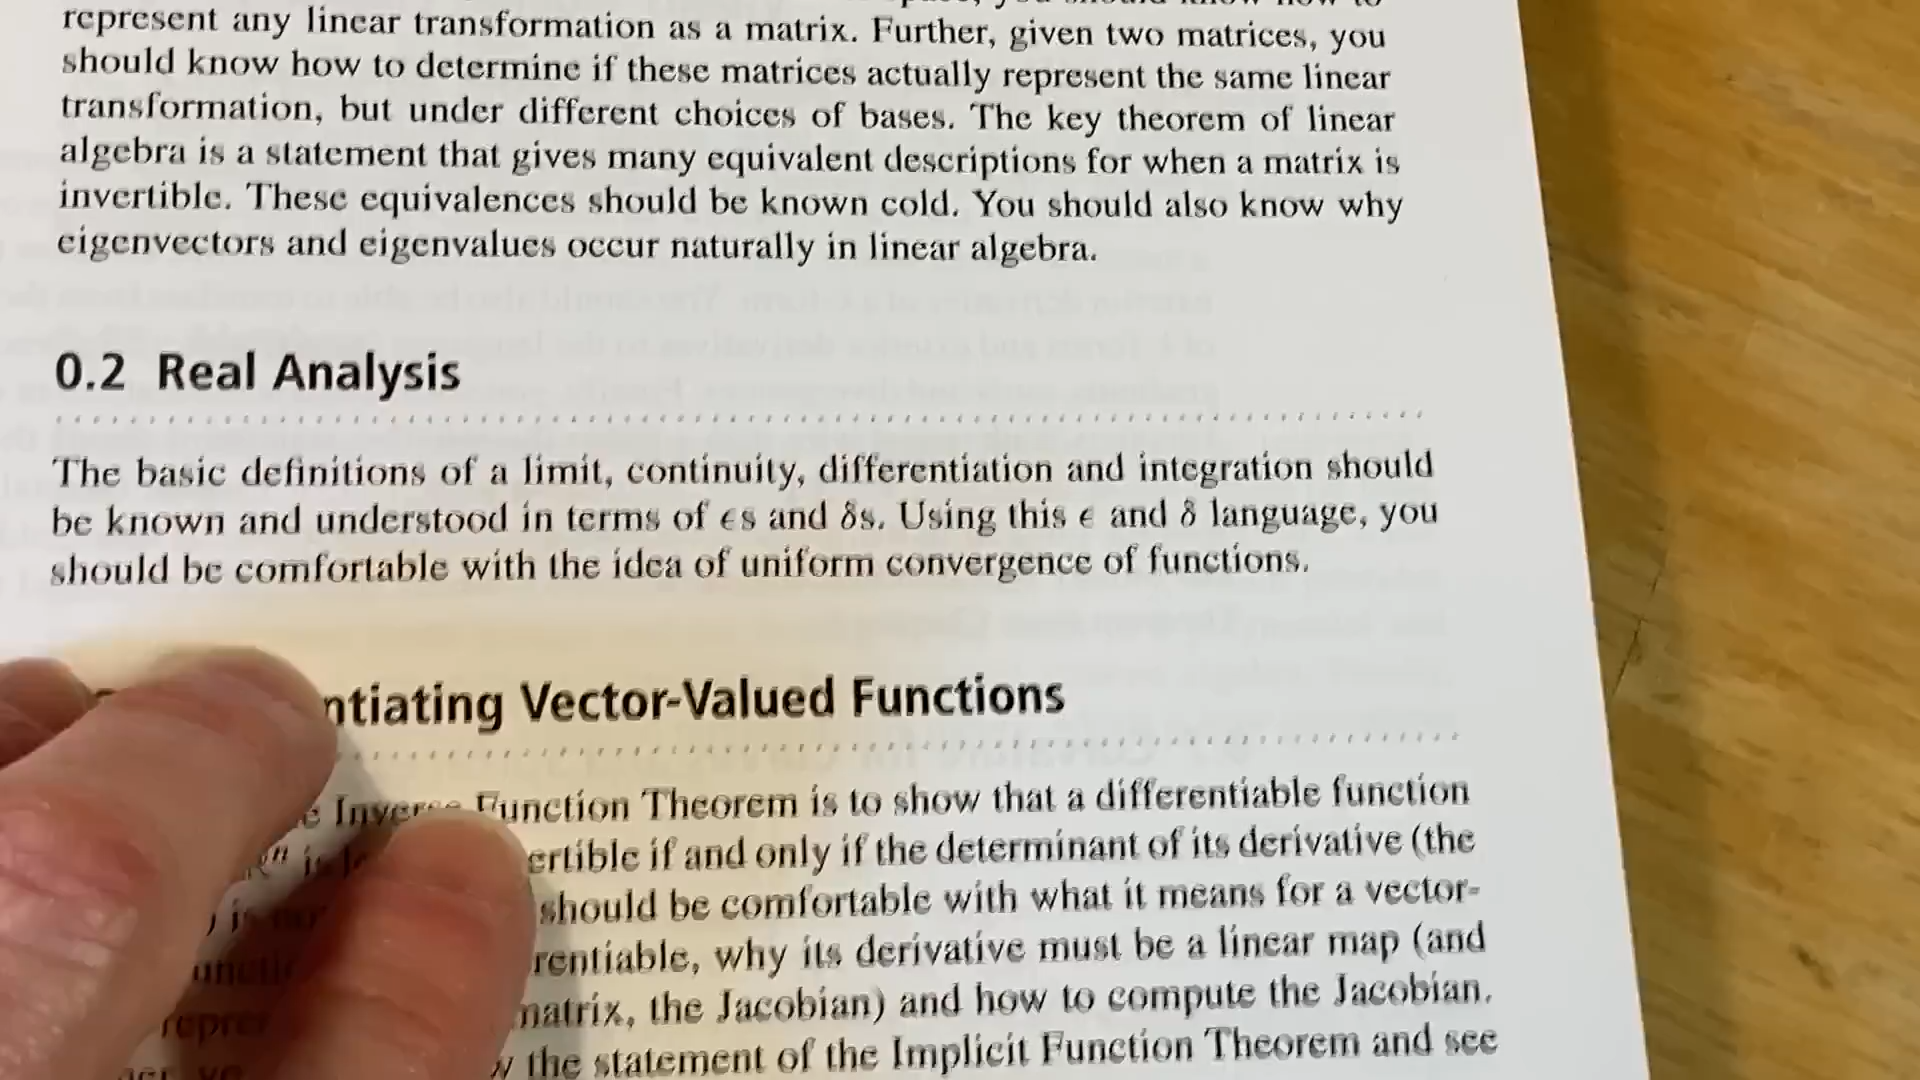 represent any linear transformation as a matrix. Further, given two matrices, you
should know how to determine if these matrices actually represent the same linear
transformation, but under different choices of bases. The key theorem of linear
algebra is a statement that gives many equivalent descriptions for when a matrix is
invertible. These equivalences should be known cold. You should also know why
eigenvectors and eigenvalues occur naturally in linear algebra.
0.2 Real Analysis
The basic definitions of a limit, continuity, differentiation and integration should
be known and understood in terms of ϵs and δs. Using this ϵ and δ language, you
should be comfortable with the idea of uniform convergence of functions.
ntiating Vector-Valued Functions
Inverse Function Theorem is to show that a differentiable function
ertible if and only if the determinant of its derivative (the
should be comfortable with what it means for a vector-
rentiable, why its derivative must be a linear map (and
matrix, the Jacobian) and how to compute the Jacobian.
the statement of the Implicit Function Theorem and see